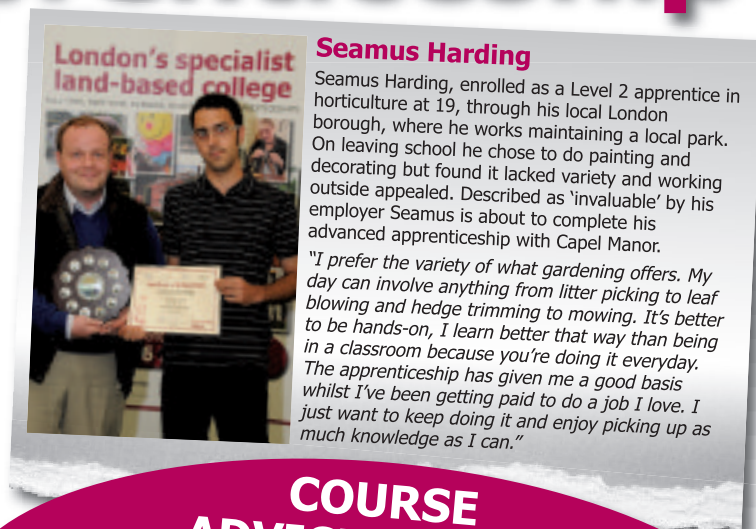 London's specialist
land-based college
Seamus Harding
Seamus Harding, enrolled as a Level 2 apprentice in
horticulture at 19, through his local London
borough, where he works maintaining a local park.
On leaving school he chose to do painting and
decorating but found it lacked variety and working
outside appealed. Described as ‘invaluable’ by his
employer Seamus is about to complete his
advanced apprenticeship with Capel Manor.
“I prefer the variety of what gardening offers. My
day can involve anything from litter picking to leaf
blowing and hedge trimming to mowing. It’s better
to be hands-on, I learn better that way than being
in a classroom because you’re doing it everyday.
The apprenticeship has given me a good basis
whilst I’ve been getting paid to do a job I love. I
just want to keep doing it and enjoy picking up as
much knowledge as I can.”
COURSE